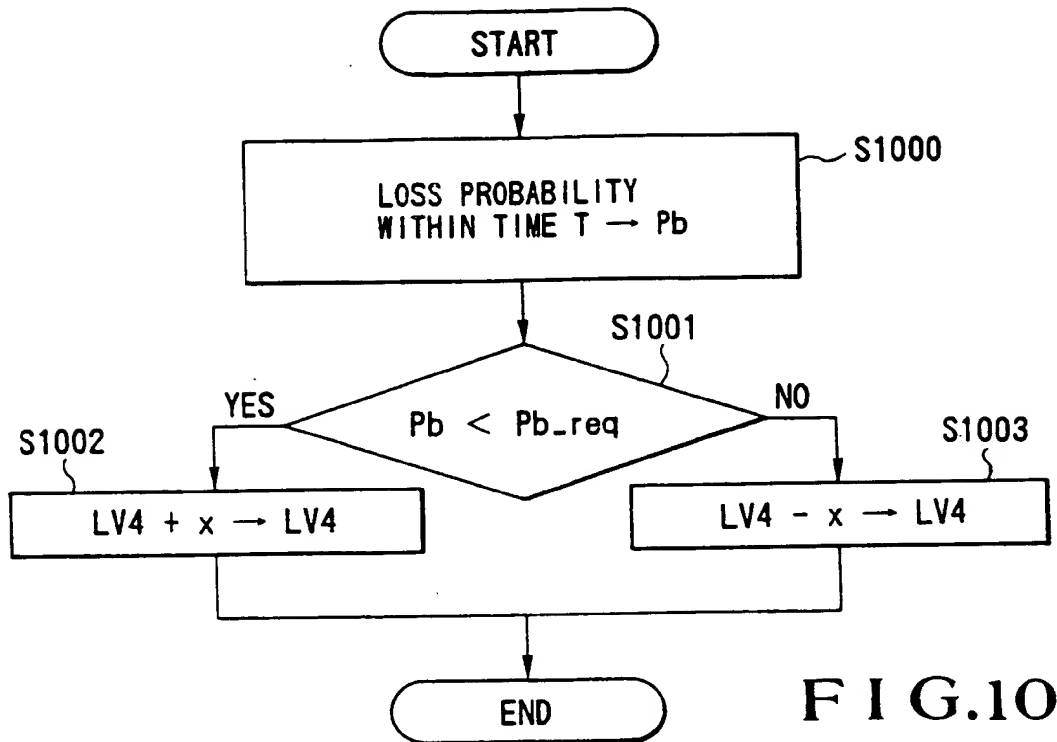 START
S1000
LOSS PROBABILITY
WITHIN TIME T → Pb
S1001
YES
NO
Pb < Pb_req
S1002
S1003
LV4 + x → LV4
LV4 - x → LV4
END
FIG.10